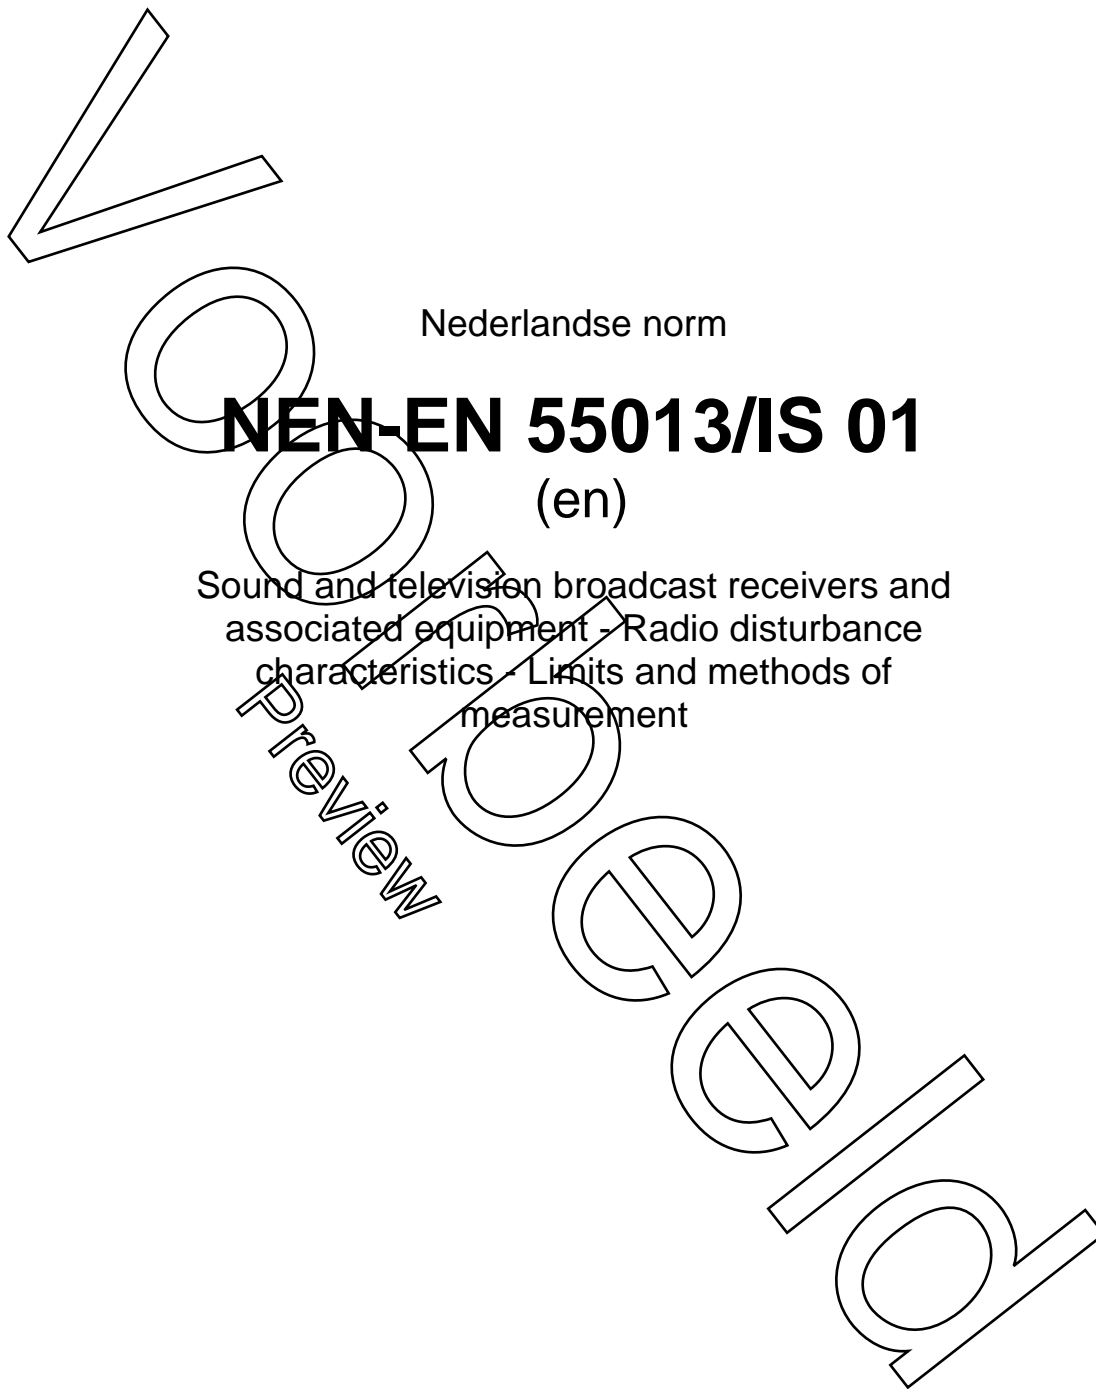 Nederlandse norm
NEN-EN 55013/IS 01
(en)
Sound and television broadcast receivers and
associated equipment - Radio disturbance
characteristics - Limits and methods of
measurement
Voorbeeld
Preview